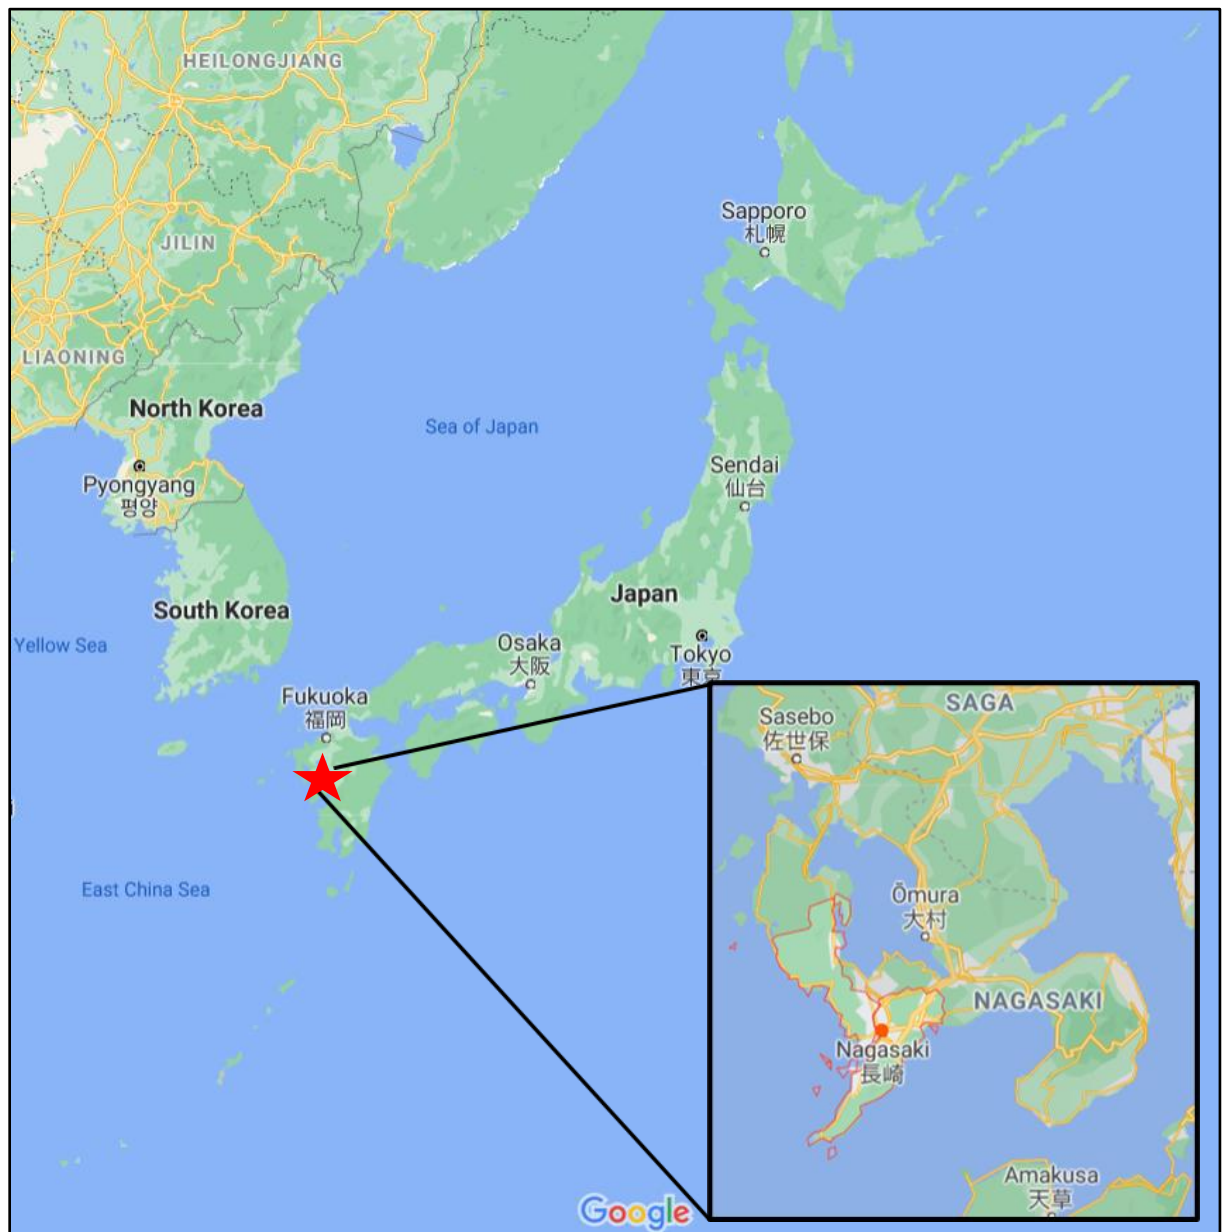 HEILONGJIANG
Sapporo
札幌
JILIN
LIAONING
North Korea
Sea of Japan
Pyongyang
평양
Sendai
仙台
South Korea
Japan
Yellow Sea
Osaka
大阪
Tokyo
東京
Fukuoka
福岡
East China Sea
SAGA
Sasebo
佐世保
Ōmura
大村
NAGASAKI
Nagasaki
長崎
Amakusa
天草
Google